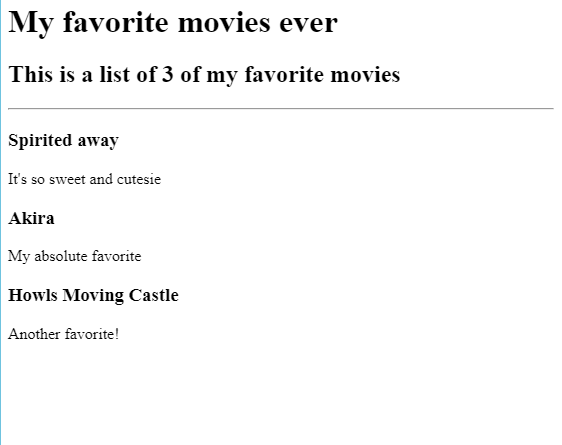 My favorite movies ever
This is a list of 3 of my favorite movies
Spirited away
It's so sweet and cutesie
Akira
My absolute favorite
Howls Moving Castle
Another favorite!